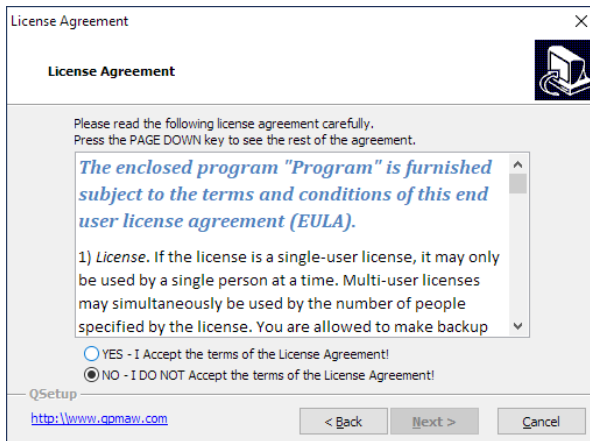 License Agreement
License Agreement
Please read the following license agreement carefully.
Press the PAGE DOWN key to see the rest of the agreement.
The enclosed program "Program" is furnished
subject to the terms and conditions of this end
user license agreement (EULA).
1) License. If the license is a single-user license, it may only
be used by a single person at a time. Multi-user licenses
may simultaneously be used by the number of people
specified by the license. You are allowed to make backup
YES - I Accept the terms of the License Agreement!
NO - I DO NOT Accept the terms of the License Agreement!
QSetup
http:\\www.gpmaw.com
< Back
Next >
Cancel